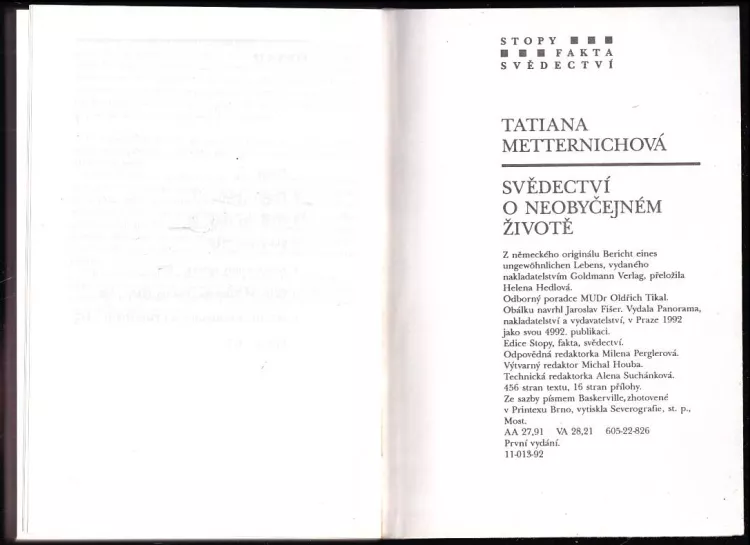 STOPY ■ ■ ■
■ ■ ■ FAKTA
SVĚDECTVÍ
TATIANA
METTERNICHOVÁ
SVĚDECTVÍ
O NEOBYČEJNÉM
ŽIVOTĚ
Z německého originálu Bericht eines
ungewöhnlichen Lebens, vydaného
nakladatelstvím Goldmann Verlag, přeložila
Helena Hedlová.
Odborný poradce MUDr Oldřich Tikal.
Obálku navrhl Jaroslav Fišer. Vydala Panorama,
nakladatelství a vydavatelství, v Praze 1992
jako svou 4992. publikaci.
Edice Stopy, fakta, svědectví.
Odpovědná redaktorka Milena Perglerová.
Výtvarný redaktor Michal Houba.
Technická redaktorka Alena Suchánková.
456 stran textu, 16 stran přílohy.
Ze sazby písmem Baskerville,zhotovené
v Printexu Brno, vytiskla Severografie, st. p.,
Most.
AA 27,91 VA 28,21 605-22-826
První vydání.
11-013-92